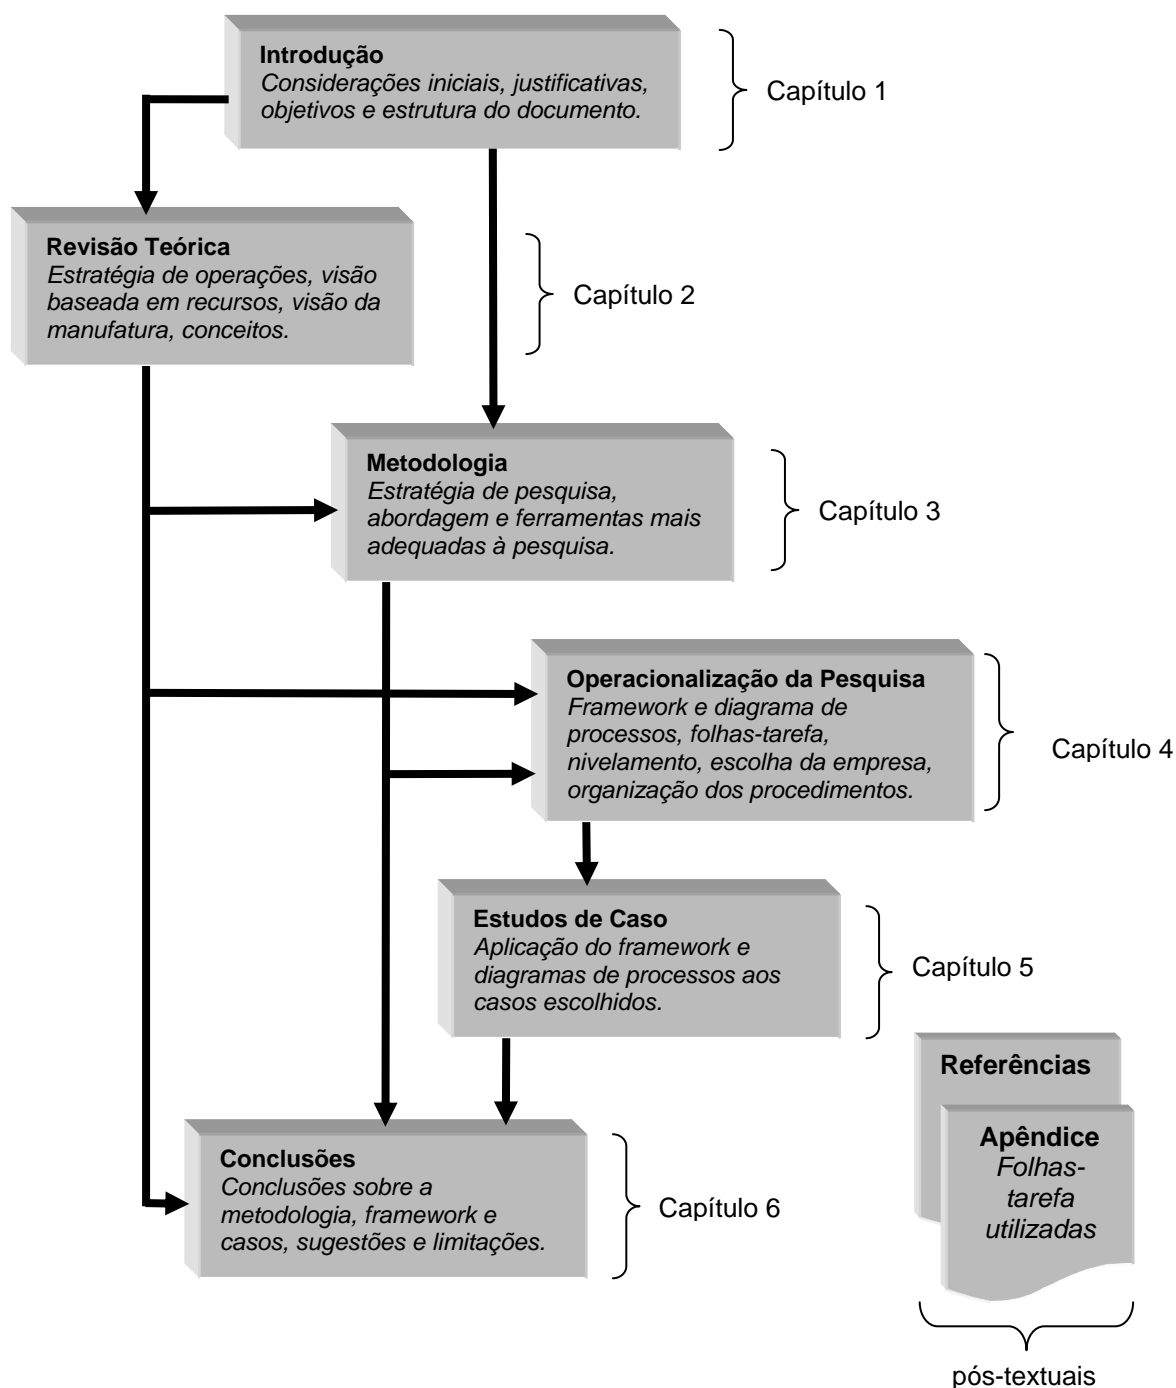 Introdução
Considerações iniciais, justificativas,
objetivos e estrutura do documento.
Capítulo 1
Revisão Teórica
Estratégia de operações, visão
baseada em recursos, visão da
manufatura, conceitos.
Capítulo 2
Metodologia
Estratégia de pesquisa,
abordagem e ferramentas mais
adequadas à pesquisa.
Capítulo 3
Operacionalização da Pesquisa
Framework e diagrama de
processos, folhas-tarefa,
nivelamento, escolha da empresa,
organização dos procedimentos.
Capítulo 4
Estudos de Caso
Aplicação do framework e
diagramas de processos aos
casos escolhidos.
Capítulo 5
Conclusões
Conclusões sobre a
metodologia, framework e
casos, sugestões e limitações.
Capítulo 6
Referências
Apêndice
Folhas-
tarefa
utilizadas
pós-textuais